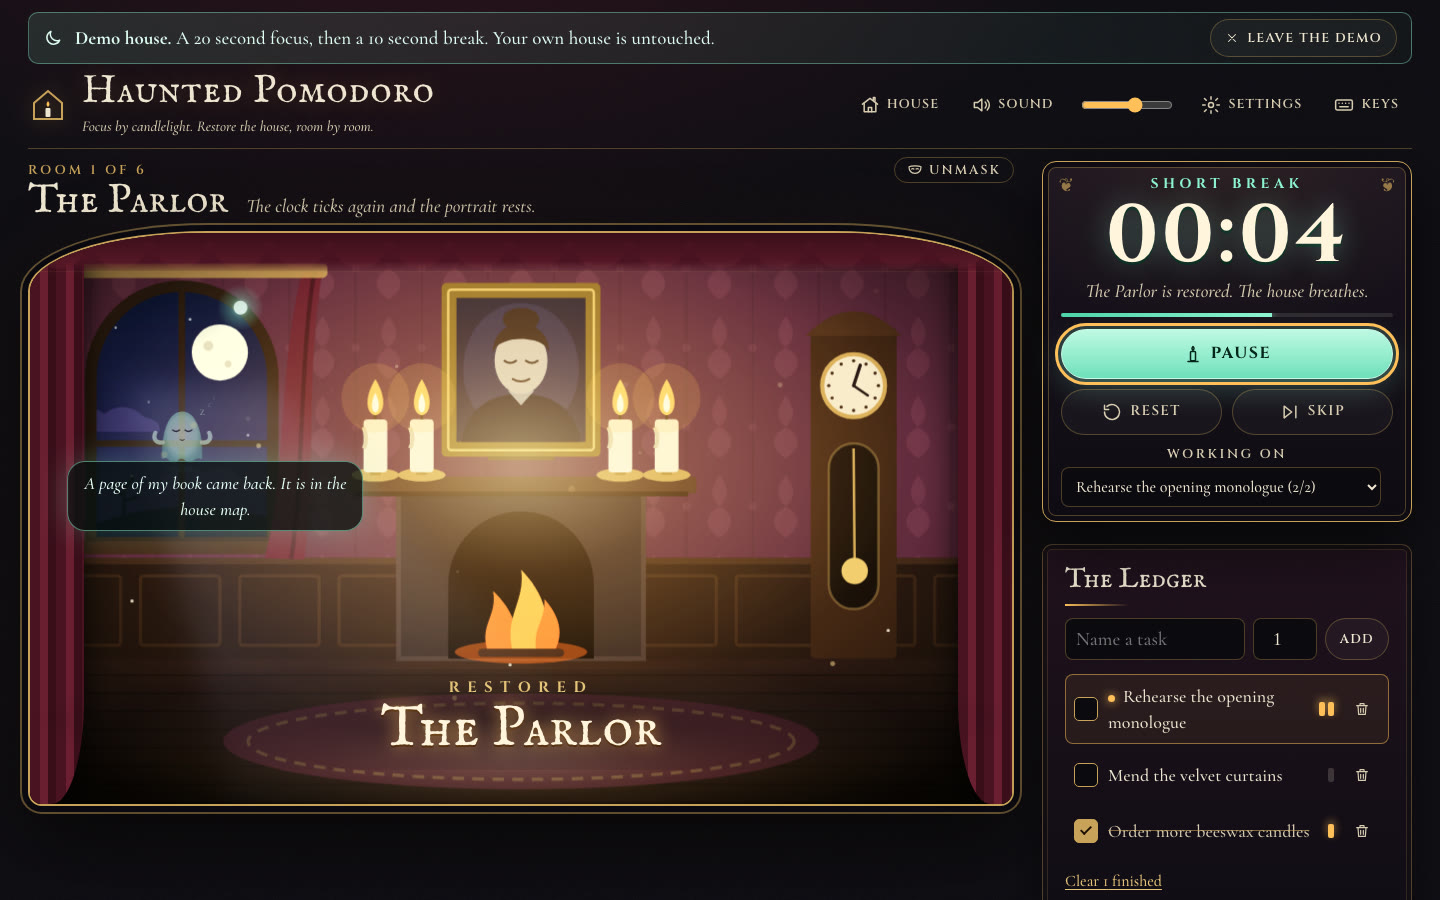 Demo house. A 20 second focus, then a 10 second break. Your own house is untouched.
LEAVE THE DEMO
Haunted Pomodoro
Focus by candlelight. Restore the house, room by room.
HOUSE
SOUND
SETTINGS
KEYS
ROOM 1 OF 6
The Parlor
The clock ticks again and the portrait rests.
UNMASK
z
A page of my book came back. It is in the
house map.
RESTORED
The Parlor
SHORT BREAK
00:04
The Parlor is restored. The house breathes.
PAUSE
RESET
SKIP
WORKING ON
Rehearse the opening monologue (2/2)
The Ledger
Name a task
1
ADD
Rehearse the opening
monologue
Mend the velvet curtains
Order more beeswax candles
Clear 1 finished